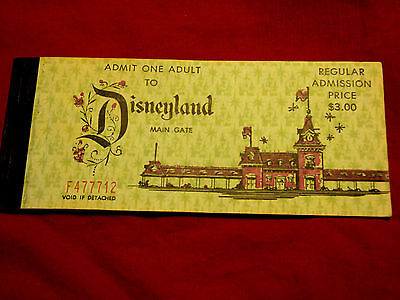 ADMIT ONE ADULT
TO
Disneyland
MAIN GATE
REGULAR
ADMISSION
PRICE
$3.00
F477712
VOID IF DETACHED